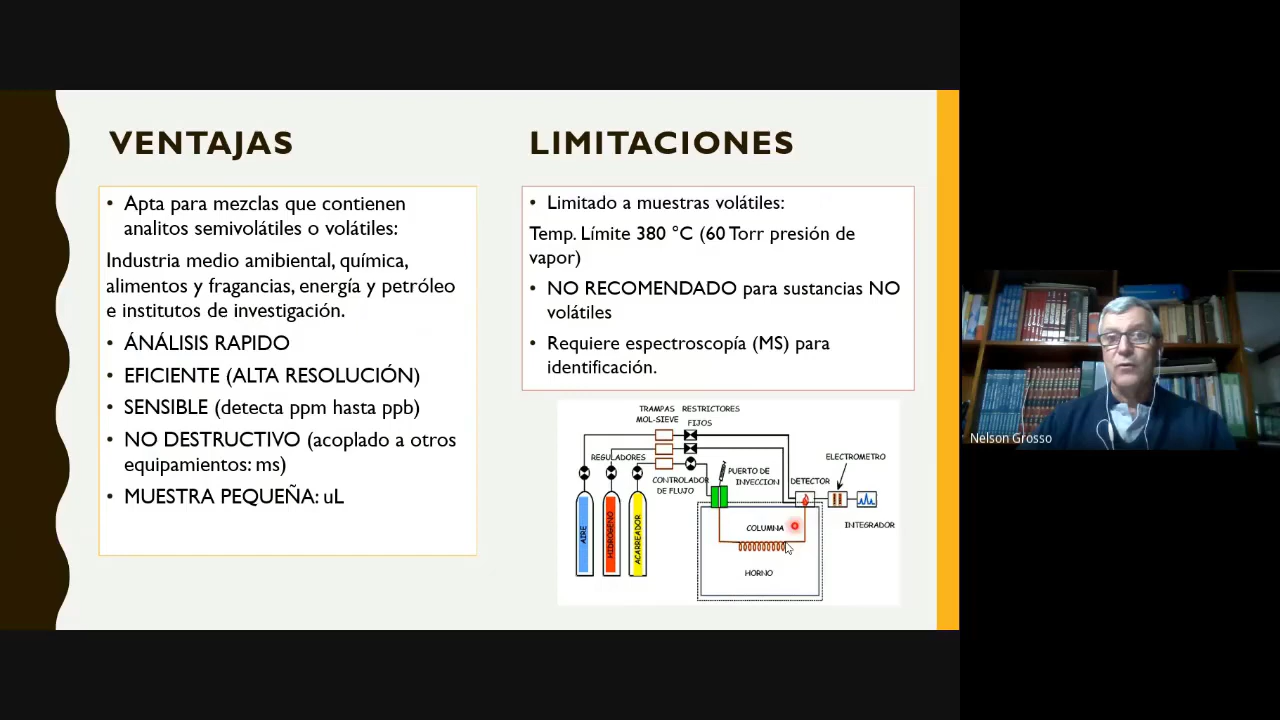 VENTAJAS
• Apta para mezclas que contienen
analitos semivolátiles o volátiles:
Industria medio amibiental, química,
alimentos y fragancias, energía y petróleo
e institutos de investigación.
• ÁNÁLISIS RAPIDO
• EFICIENTE (ALTA RESOLUCIÓN)
• SENSIBLE (detecta ppm hasta ppb)
• NO DESTRUCTIVO (acoplado a otros
equipamientos: ms)
• MUESTRA PEQUEÑA: uL
LIMITACIONES
• Limitado a muestras volátiles:
Temp. Límite 380 °C (60 Torr presión de
vapor)
• NO RECOMENDADO para sustancias NO
volátiles
• Requiere espectroscopía (MS) para
identificación.
TRAMPAS RESTRICTORES
MOL-SIEVE FIJOS
REGULADORES
CONTROLADOR
DE FLUJO
PUERTO DE
INYECCION
DETECTOR
ELECTROMETRO
INTEGRADOR
AIRE
HIDROGENO
ACARREADOR
COLUMNA
HORNO
Nelson Grosso